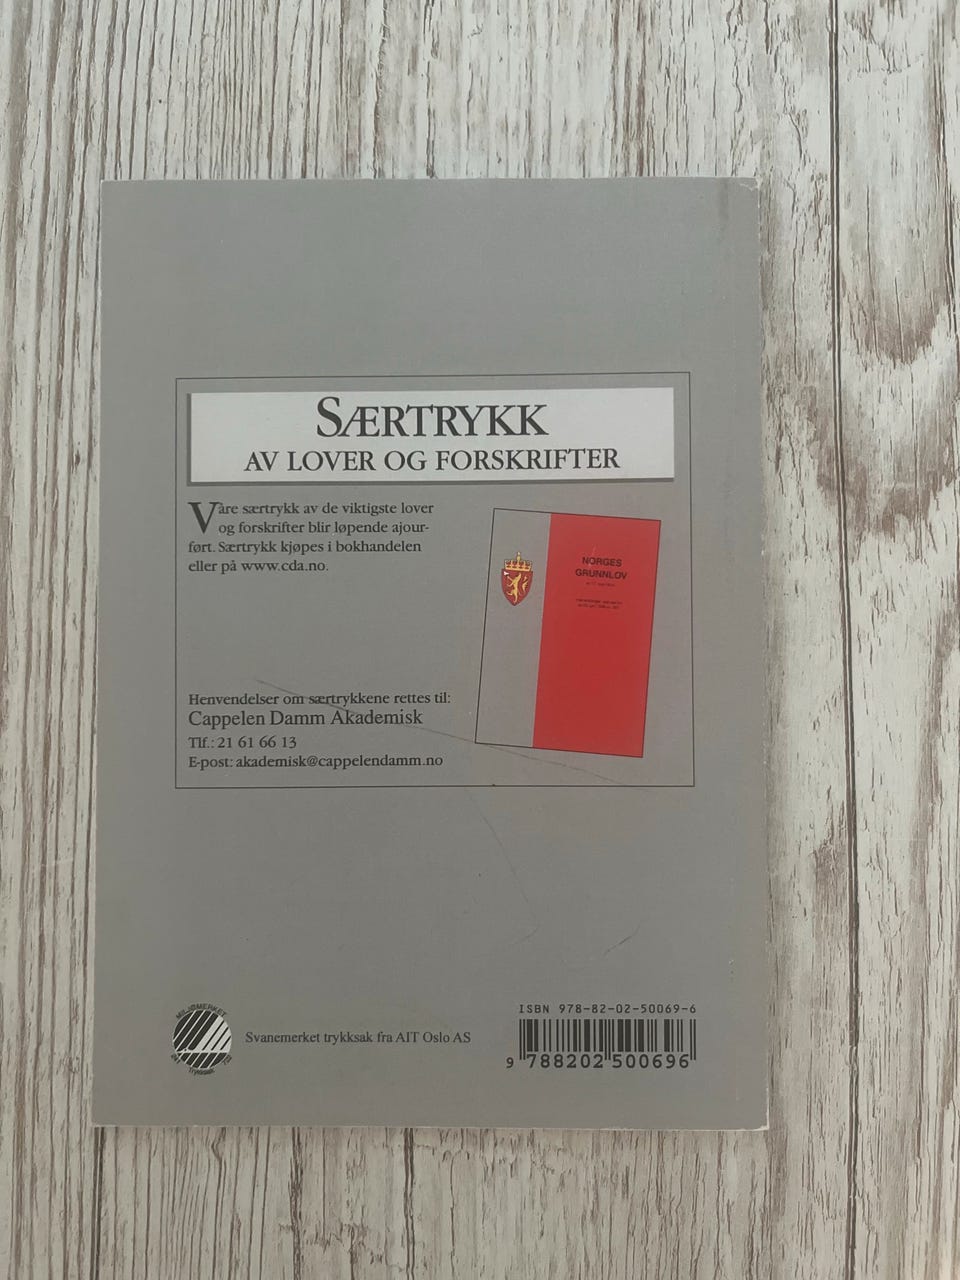 SÆRTRYKK
AV LOVER OG FORSKRIFTER
Våre særtrykk av de viktigste lover
og forskrifter blir løpende ajour-
ført. Særtrykk kjøpes i bokhandelen
eller på www.cda.no.
NORGES
GRUNNLOV
Henvendelser om særtrykkene rettes til:
Cappelen Damm Akademisk
Tlf.: 21 61 66 13
E-post: akademisk@cappelendamm.no
MILJØMERKET
Trykksak
Svanemerket trykksak fra AIT Oslo AS
ISBN 978-82-02-50069-6
9 788202 500696